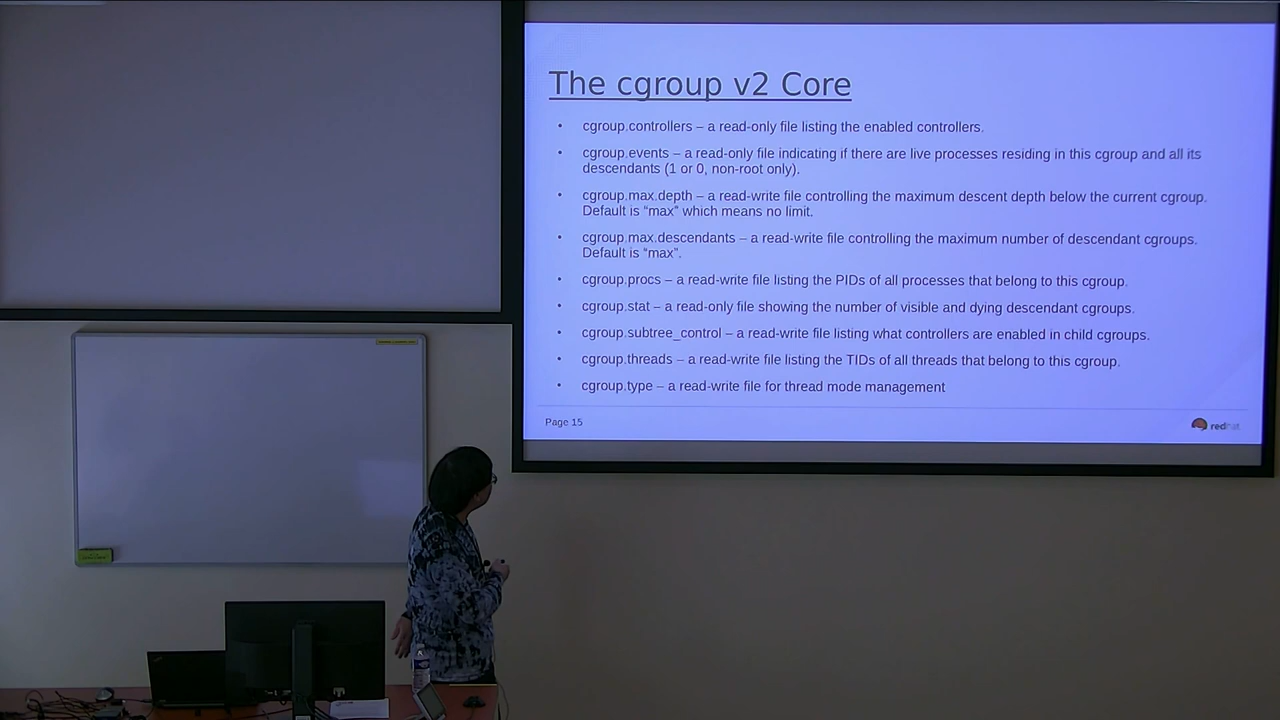 The cgroup v2 Core
• cgroup.controllers – a read-only file listing the enabled controllers.
• cgroup.events – a read-only file indicating if there are live processes residing in this cgroup and all its
descendants (1 or 0, non-root only).
• cgroup.max.depth – a read-write file controlling the maximum descent depth below the current cgroup.
Default is “max” which means no limit.
• cgroup.max.descendants – a read-write file controlling the maximum number of descendant cgroups.
Default is “max”.
• cgroup.procs – a read-write file listing the PIDs of all processes that belong to this cgroup.
• cgroup.stat – a read-only file showing the number of visible and dying descendant cgroups.
• cgroup.subtree_control – a read-write file listing what controllers are enabled in child cgroups.
• cgroup.threads – a read-write file listing the TIDs of all threads that belong to this cgroup.
• cgroup.type – a read-write file for thread mode management
Page 15
redhat